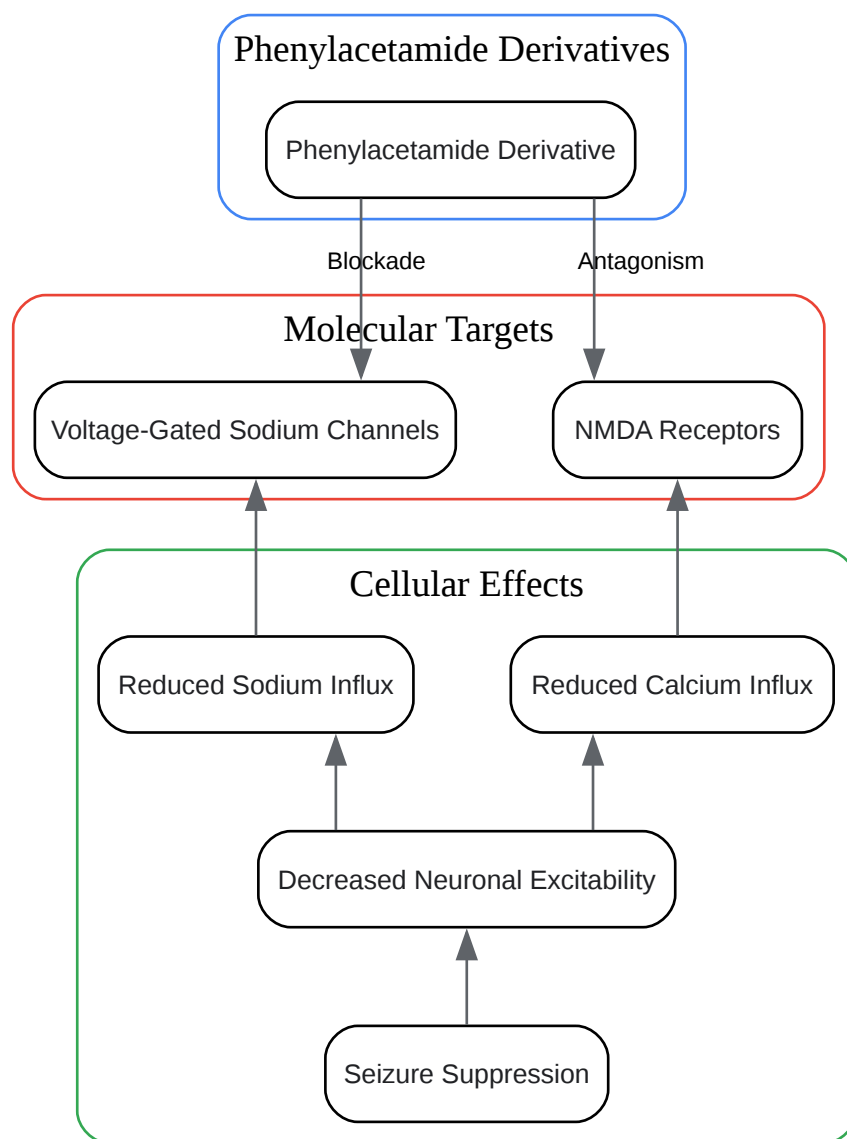 Phenylacetamide Derivatives
Phenylacetamide Derivative
Blockade
Antagonism
Molecular Targets
Voltage-Gated Sodium Channels
NMDA Receptors
Cellular Effects
Reduced Sodium Influx
Reduced Calcium Influx
Decreased Neuronal Excitability
Seizure Suppression